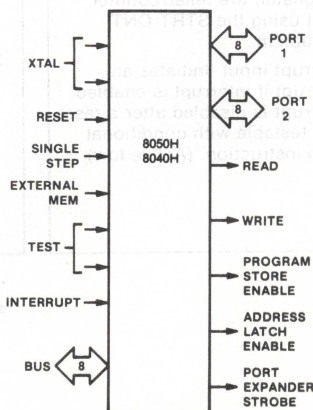 XTAL
RESET
SINGLE
STEP
EXTERNAL
MEM
TEST
INTERRUPT
BUS
8
8050H
8040H
8
PORT
1
8
PORT
2
READ
WRITE
PROGRAM
STORE
ENABLE
ADDRESS
LATCH
ENABLE
PORT
EXPANDER
STROBE